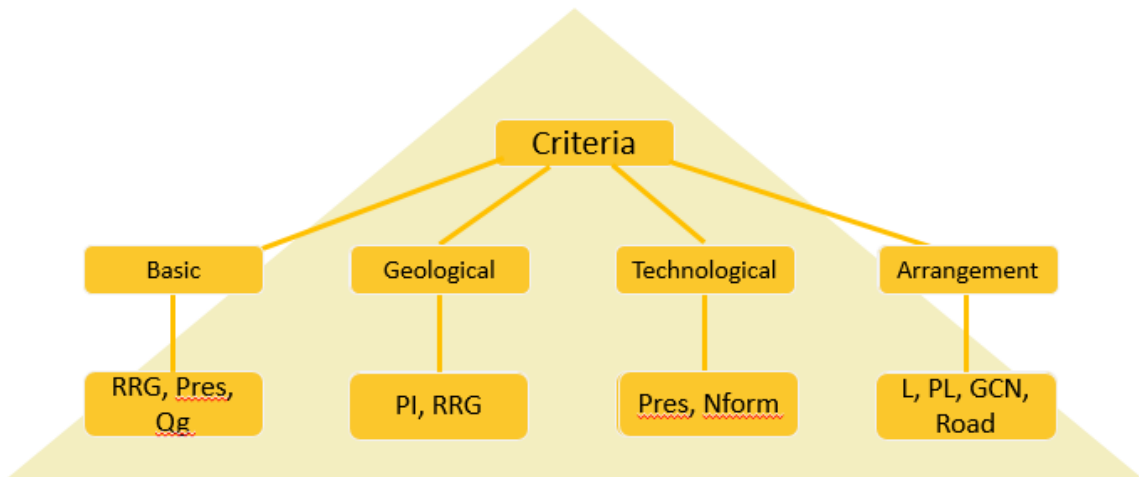 Criteria
Basic
Geological
Technological
Arrangement
RRG, Pres,
Qg
PI, RRG
Pres, Nform
L, PL, GCN,
Road